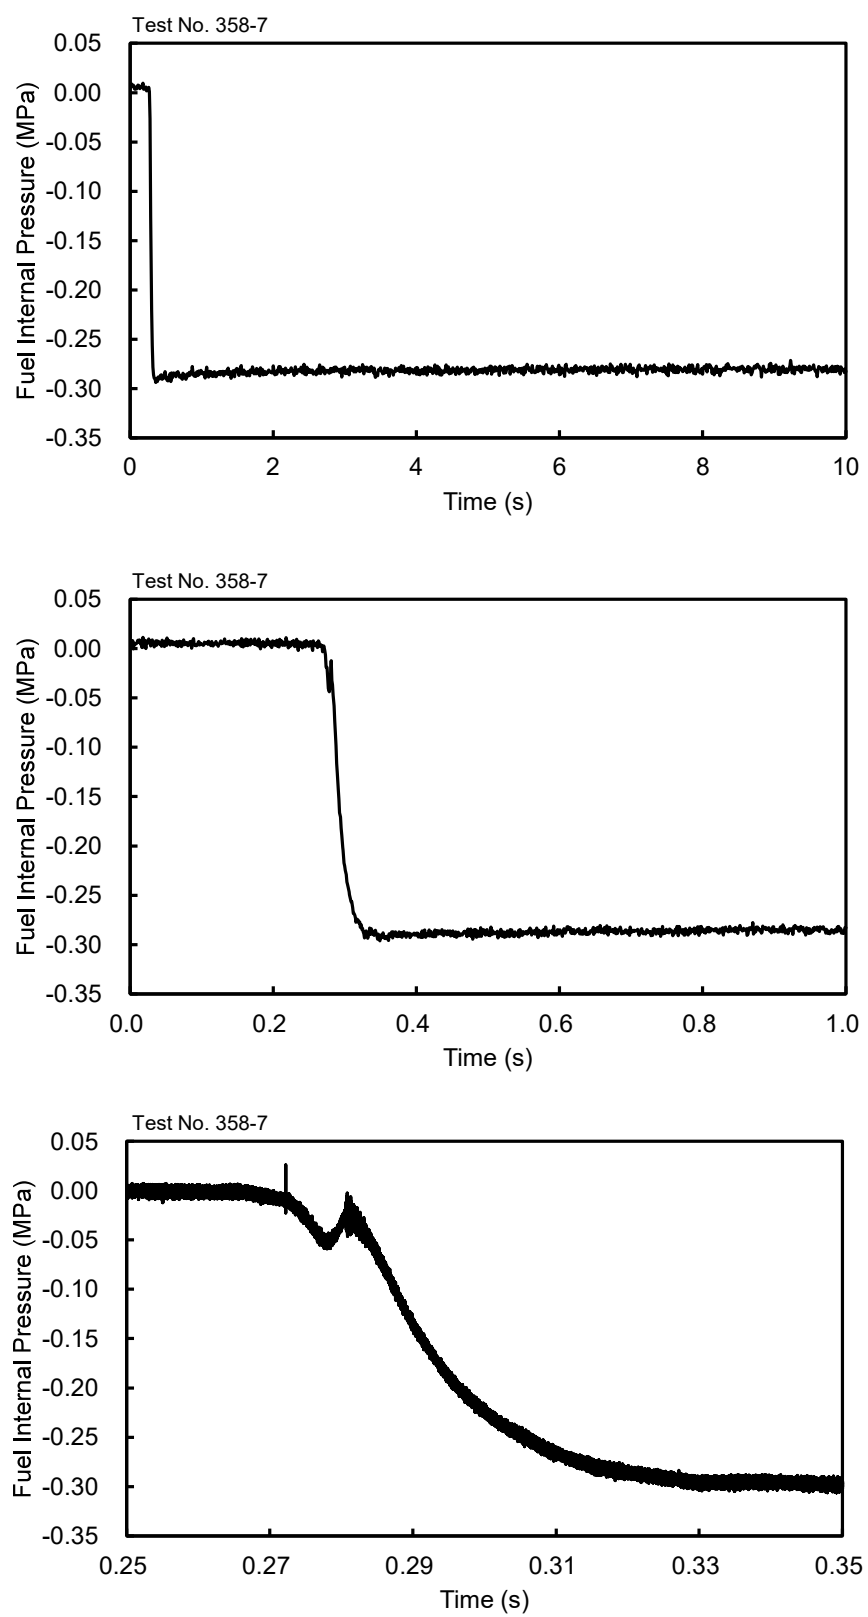 Test No. 358-7
Fuel Internal Pressure (MPa)
0.05
0.00
-0.05
-0.10
-0.15
-0.20
-0.25
-0.30
-0.35
0 2 4 6 8 10
Time (s)
Test No. 358-7
Fuel Internal Pressure (MPa)
0.05
0.00
-0.05
-0.10
-0.15
-0.20
-0.25
-0.30
-0.35
0.0 0.2 0.4 0.6 0.8 1.0
Time (s)
Test No. 358-7
Fuel Internal Pressure (MPa)
0.05
0.00
-0.05
-0.10
-0.15
-0.20
-0.25
-0.30
-0.35
0.25 0.27 0.29 0.31 0.33 0.35
Time (s)